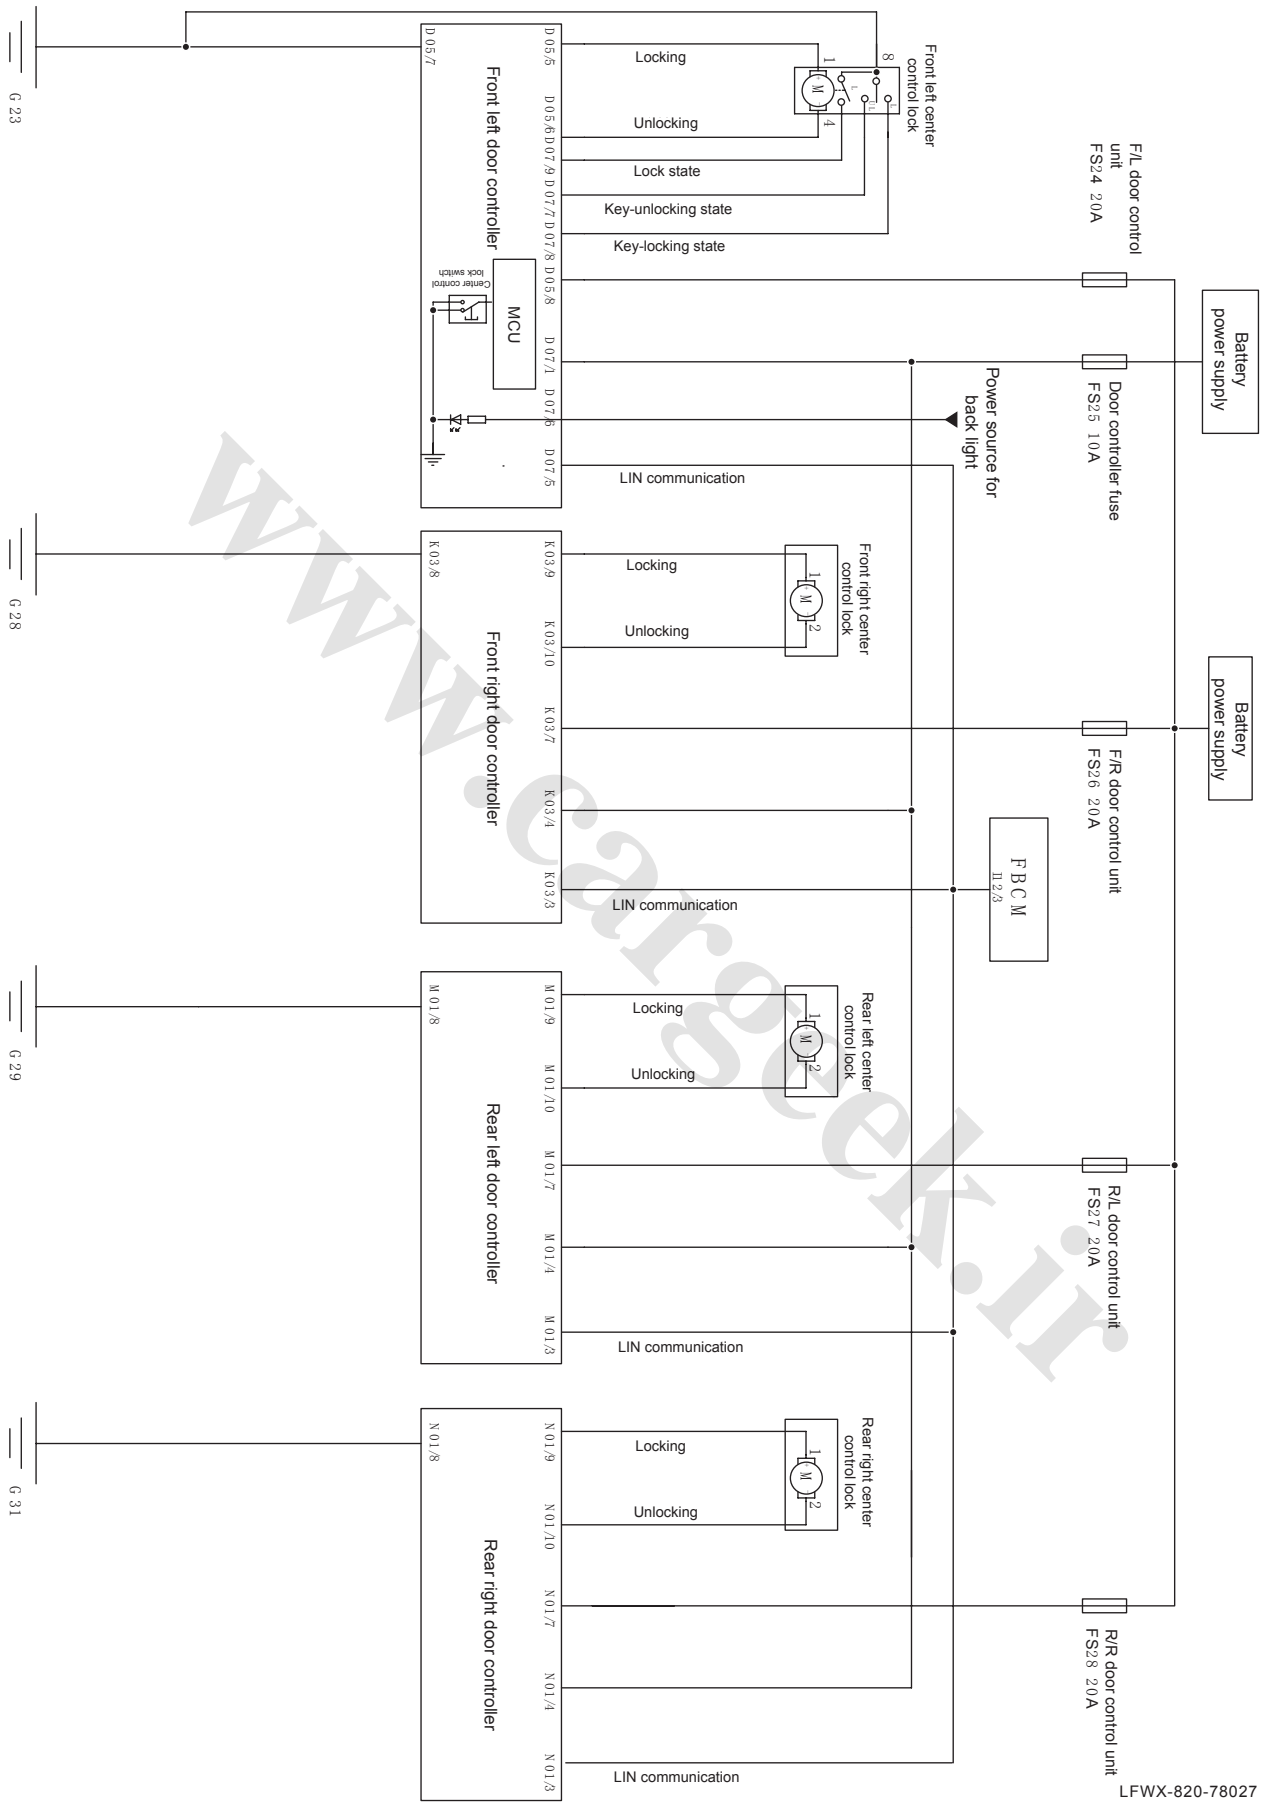 Battery
power supply
Battery
power supply
F/L door control
unit
FS24 20A
Door controller fuse
FS25 10A
F/R door control unit
FS26 20A
R/L door control unit
FS27 20A
R/R door control unit
FS28 20A
Power source for
back light
FBCM
Front left center
control lock
8
1
M
4
L
UL
L
Front right center
control lock
1
M
2
Rear left center
control lock
1
M
2
Rear right center
control lock
1
M
2
Locking
Unlocking
Lock state
Key-unlocking state
Key-locking state
LIN communication
Locking
Unlocking
LIN communication
Locking
Unlocking
LIN communication
Locking
Unlocking
LIN communication
D05/5
D05/6
D07/9
D07/7
D07/8
D05/8
D07/1
D07/6
D07/5
K03/9
K03/10
K03/7
K03/4
K03/3
M01/9
M01/10
M01/7
M01/4
M01/3
N01/9
N01/10
N01/7
N01/4
N01/3
Front left door controller
MCU
Center control
lock switch
Front right door controller
Rear left door controller
Rear right door controller
D05/7
K03/8
M01/8
N01/8
G23
G28
G29
G31
www.cargeek.ir
LFWX-820-78027